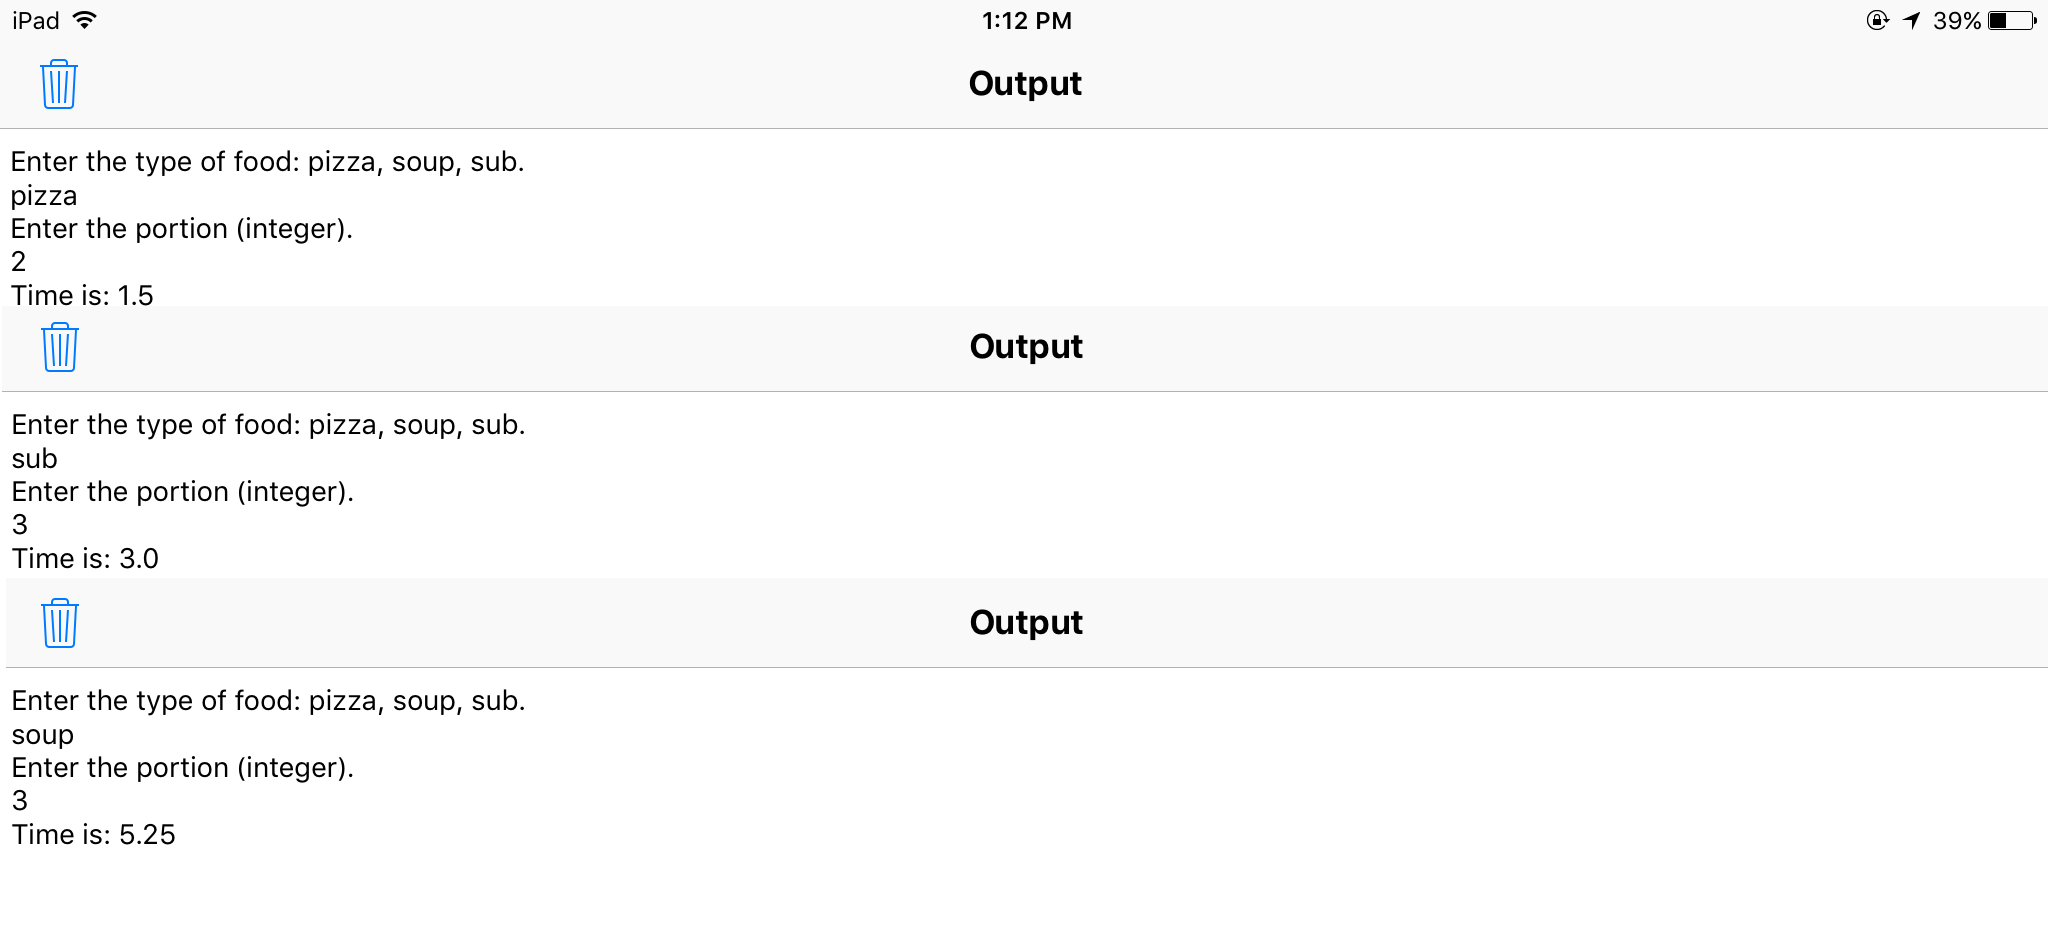 iPad 1:12 PM 39%
Output
Enter the type of food: pizza, soup, sub.
pizza
Enter the portion (integer).
2
Time is: 1.5
Output
Enter the type of food: pizza, soup, sub.
sub
Enter the portion (integer).
3
Time is: 3.0
Output
Enter the type of food: pizza, soup, sub.
soup
Enter the portion (integer).
3
Time is: 5.25